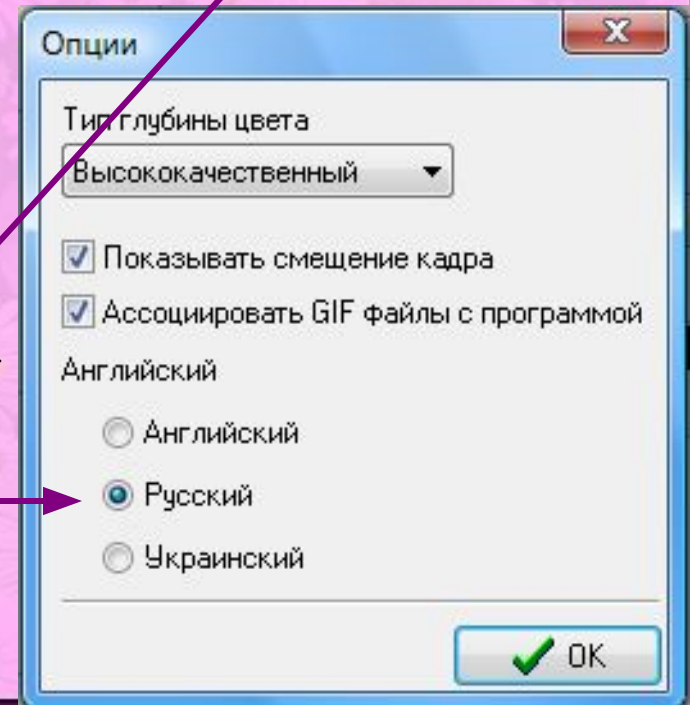 Опции
Тип глубины цвета
Высококачественный
Показывать смещение кадра
Ассоциировать GIF файлы с программой
Английский
Английский
Русский
Украинский
OK